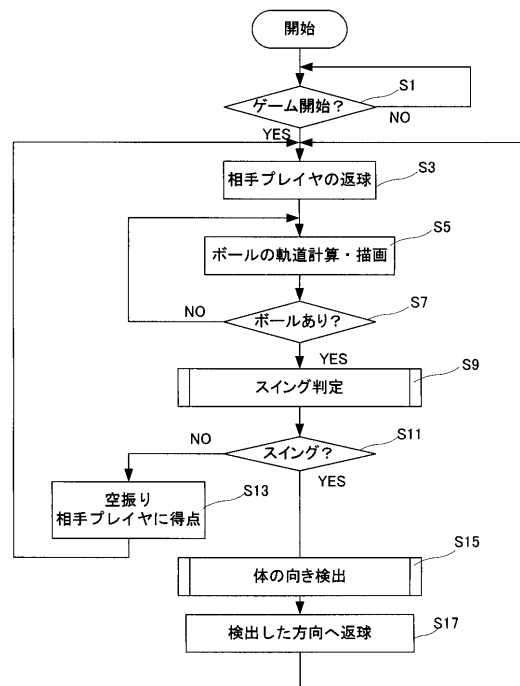 開始
S1
ゲーム開始？
NO
YES
S3
相手プレイヤの返球
S5
ボールの軌道計算・描画
NO
S7
ボールあり？
YES
S9
スイング判定
NO
S11
スイング？
YES
空振り
相手プレイヤに得点
S13
S15
体の向き検出
S17
検出した方向へ返球